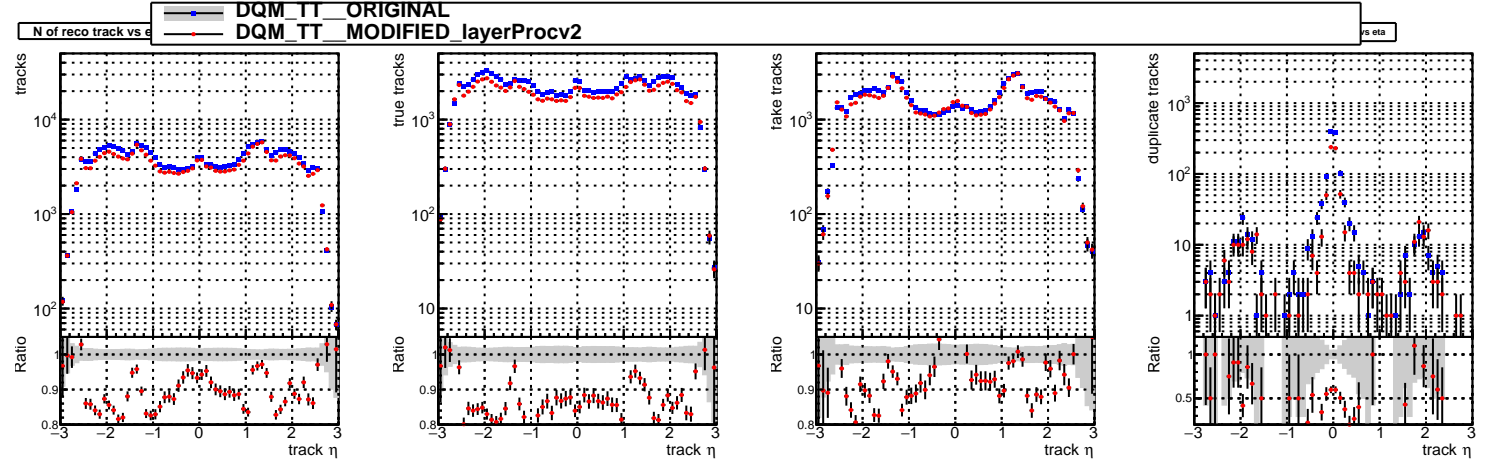 DQM_TT__ORIGINAL
DQM_TT__MODIFIED_layerProcv2
N of reco track vs e
vs eta
tracks
10⁴
10³
10²
Ratio
1
0.9
0.8
−3 −2 −1 0 1 2 3
track η
true tracks
10³
10²
10
Ratio
1
0.9
0.8
−3 −2 −1 0 1 2 3
track η
fake tracks
10³
10²
10
Ratio
1
0.9
0.8
−3 −2 −1 0 1 2 3
track η
duplicate tracks
10³
10²
10
1
Ratio
1
0.5
−3 −2 −1 0 1 2 3
track η